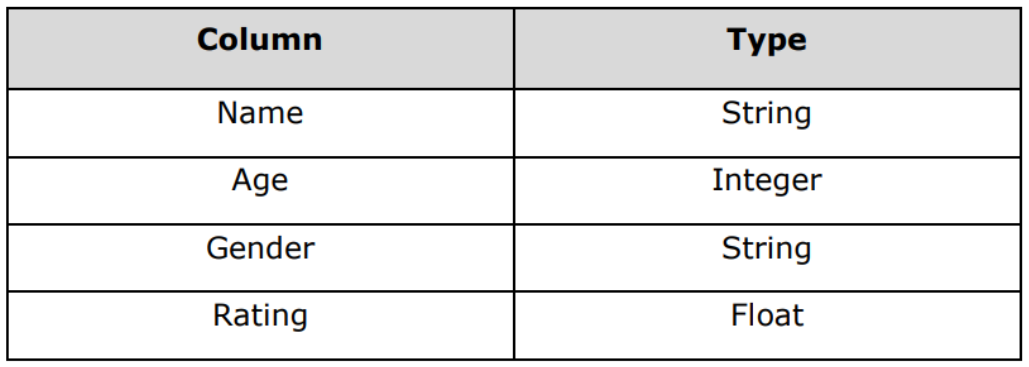 Column Type
Name String
Age Integer
Gender String
Rating Float